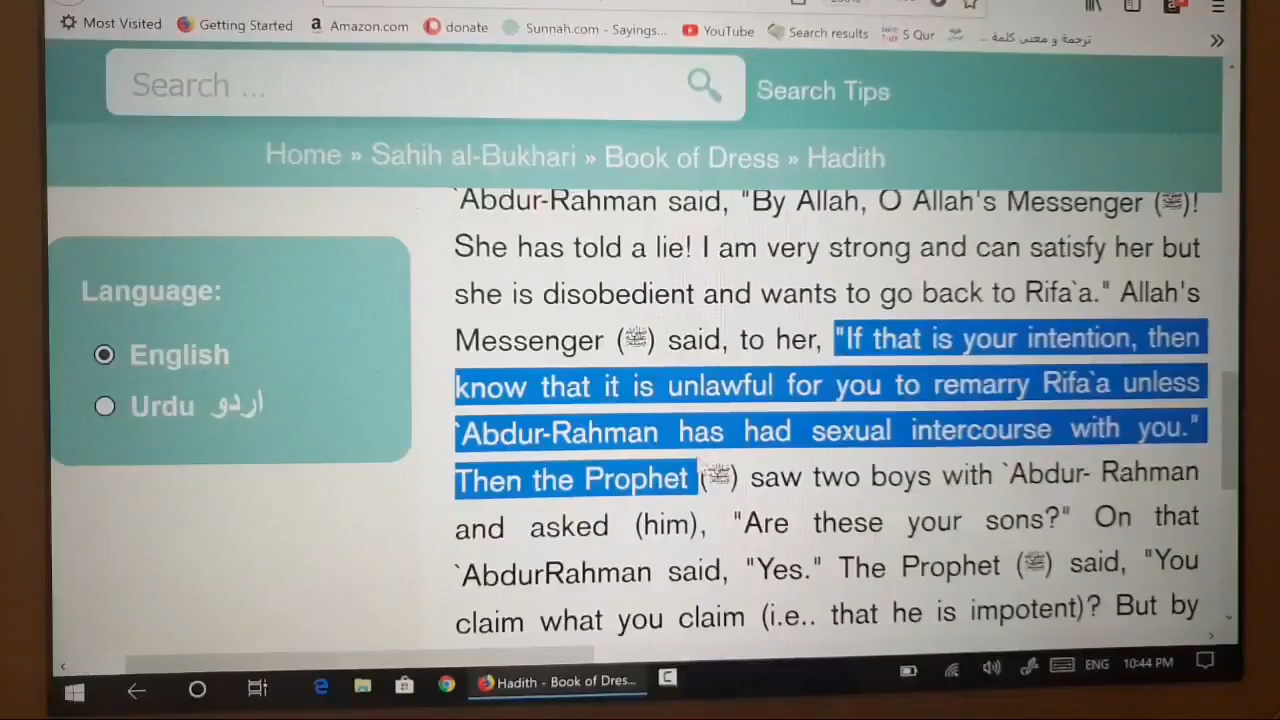 Most Visited Getting Started Amazon.com donate Sunnah.com - Sayings... YouTube Search results S Qur ترجمة و معنى كلمة ...
Search ... Search Tips
Home » Sahih al-Bukhari » Book of Dress » Hadith
`Abdur-Rahman said, "By Allah, O Allah's Messenger (ﷺ)!
She has told a lie! I am very strong and can satisfy her but
she is disobedient and wants to go back to Rifa`a." Allah's
Messenger (ﷺ) said, to her, "If that is your intention, then
know that it is unlawful for you to remarry Rifa`a unless
`Abdur-Rahman has had sexual intercourse with you."
Then the Prophet (ﷺ) saw two boys with `Abdur- Rahman
and asked (him), "Are these your sons?" On that
`AbdurRahman said, "Yes." The Prophet (ﷺ) said, "You
claim what you claim (i.e.. that he is impotent)? But by
Language:
English
Urdu اردو
Hadith - Book of Dres... ENG 10:44 PM